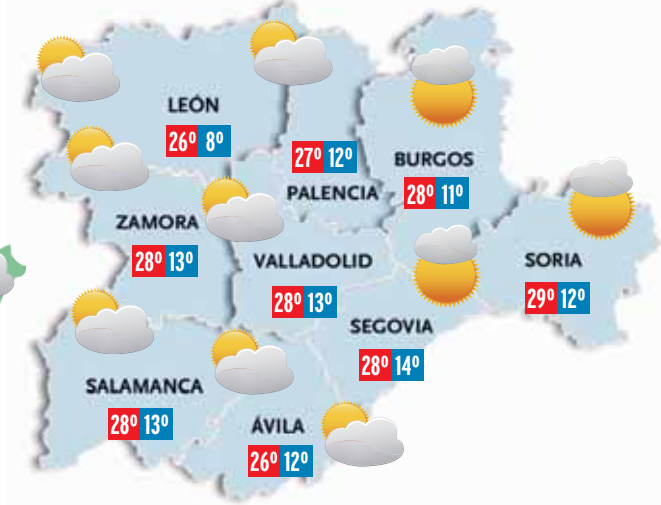 LEÓN
26º 8º
27º 12º
PALENCIA
BURGOS
28º 11º
ZAMORA
28º 13º
VALLADOLID
28º 13º
SORIA
29º 12º
SEGOVIA
28º 14º
SALAMANCA
28º 13º
ÁVILA
26º 12º